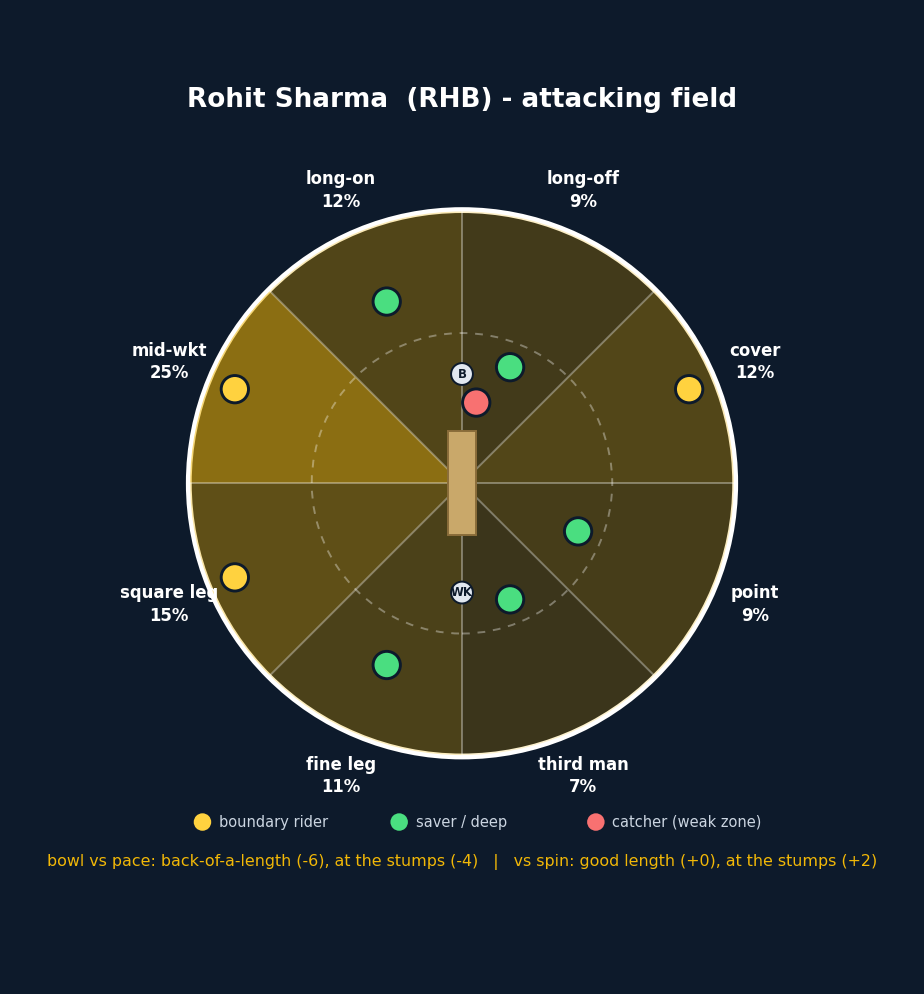 Rohit Sharma  (RHB) - attacking field
long-on
12%
long-off
9%
mid-wkt
25%
cover
12%
B
square leg
15%
WK
point
9%
fine leg
11%
third man
7%
boundary rider
saver / deep
catcher (weak zone)
bowl vs pace: back-of-a-length (-6), at the stumps (-4)   |   vs spin: good length (+0), at the stumps (+2)